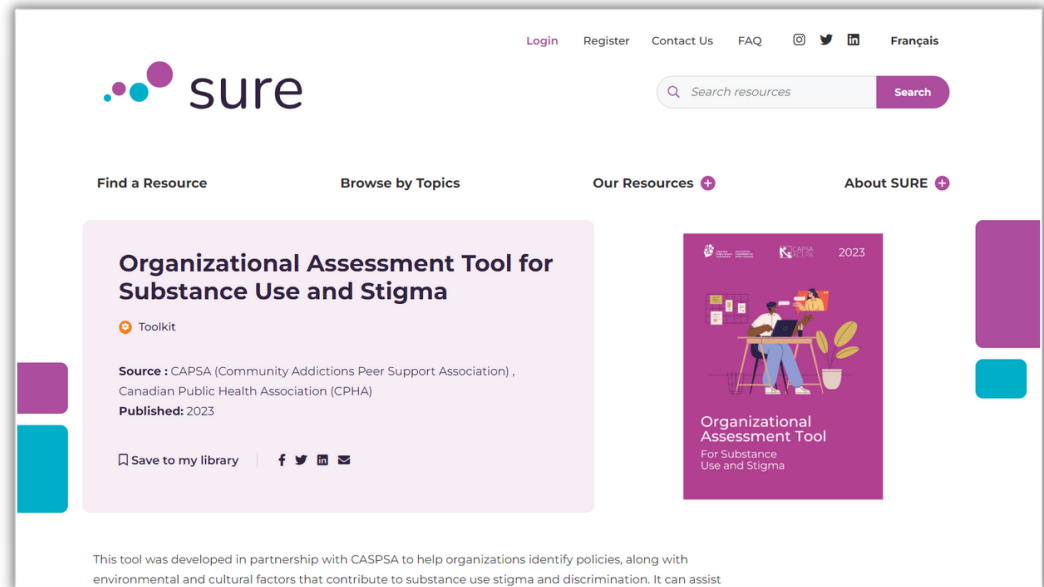 Login Register Contact Us FAQ Français
sure
Search resources Search
Find a Resource Browse by Topics Our Resources About SURE
Organizational Assessment Tool for
Substance Use and Stigma
Toolkit
Source : CAPSA (Community Addictions Peer Support Association) ,
Canadian Public Health Association (CPHA)
Published: 2023
Save to my library
CAPSA 2023
Organizational
Assessment Tool
For Substance
Use and Stigma
This tool was developed in partnership with CASPSA to help organizations identify policies, along with
environmental and cultural factors that contribute to substance use stigma and discrimination. It can assist